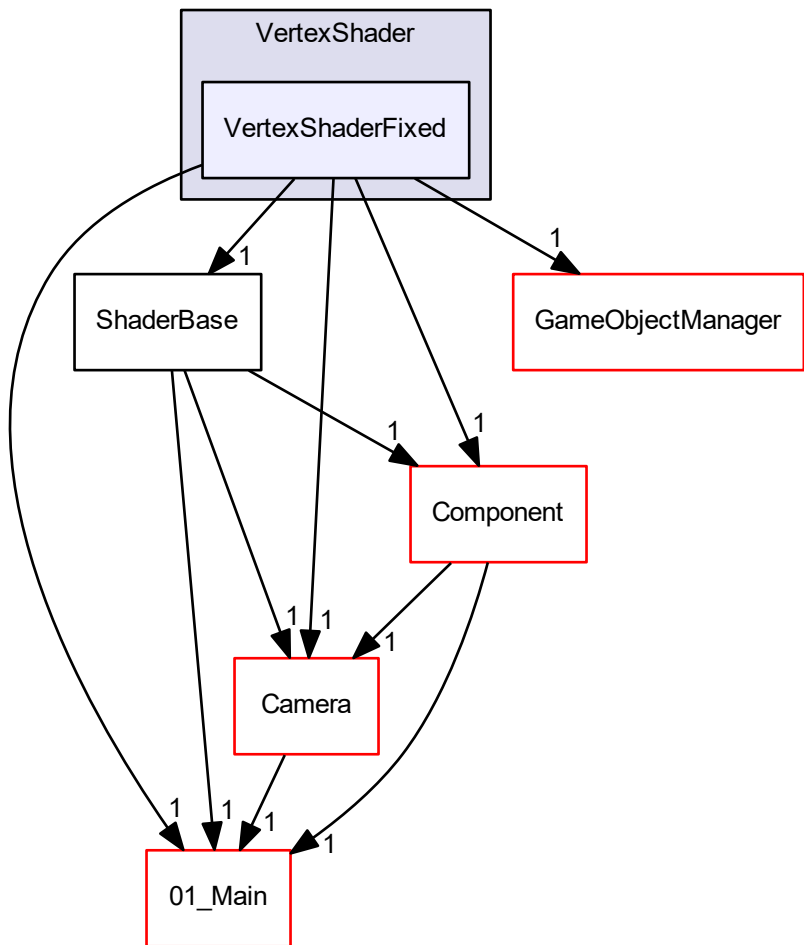 VertexShader
VertexShaderFixed
1
1
ShaderBase
GameObjectManager
1
1
Component
1
1
1
Camera
1
1
1
1
01_Main